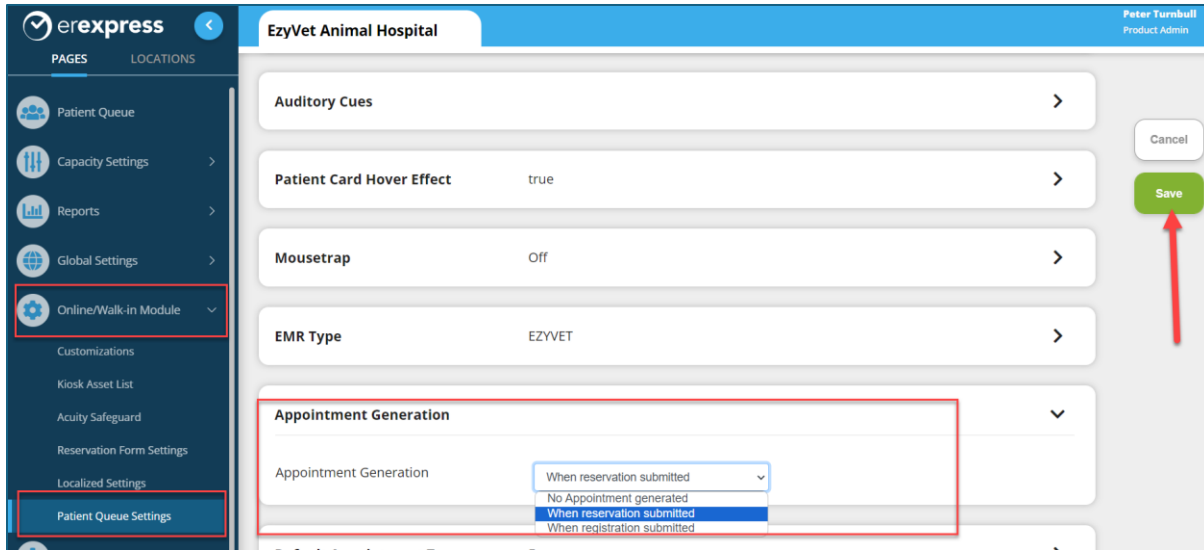 erexpress
PAGES LOCATIONS
Patient Queue
Capacity Settings
Reports
Global Settings
Online/Walk-in Module
Customizations
Kiosk Asset List
Acuity Safeguard
Reservation Form Settings
Localized Settings
Patient Queue Settings
EzyVet Animal Hospital
Peter Turnbull
Product Admin
Auditory Cues
Patient Card Hover Effect true
Mousetrap Off
EMR Type EZYVET
Appointment Generation
Appointment Generation When reservation submitted
No Appointment generated
When reservation submitted
When registration submitted
Cancel
Save